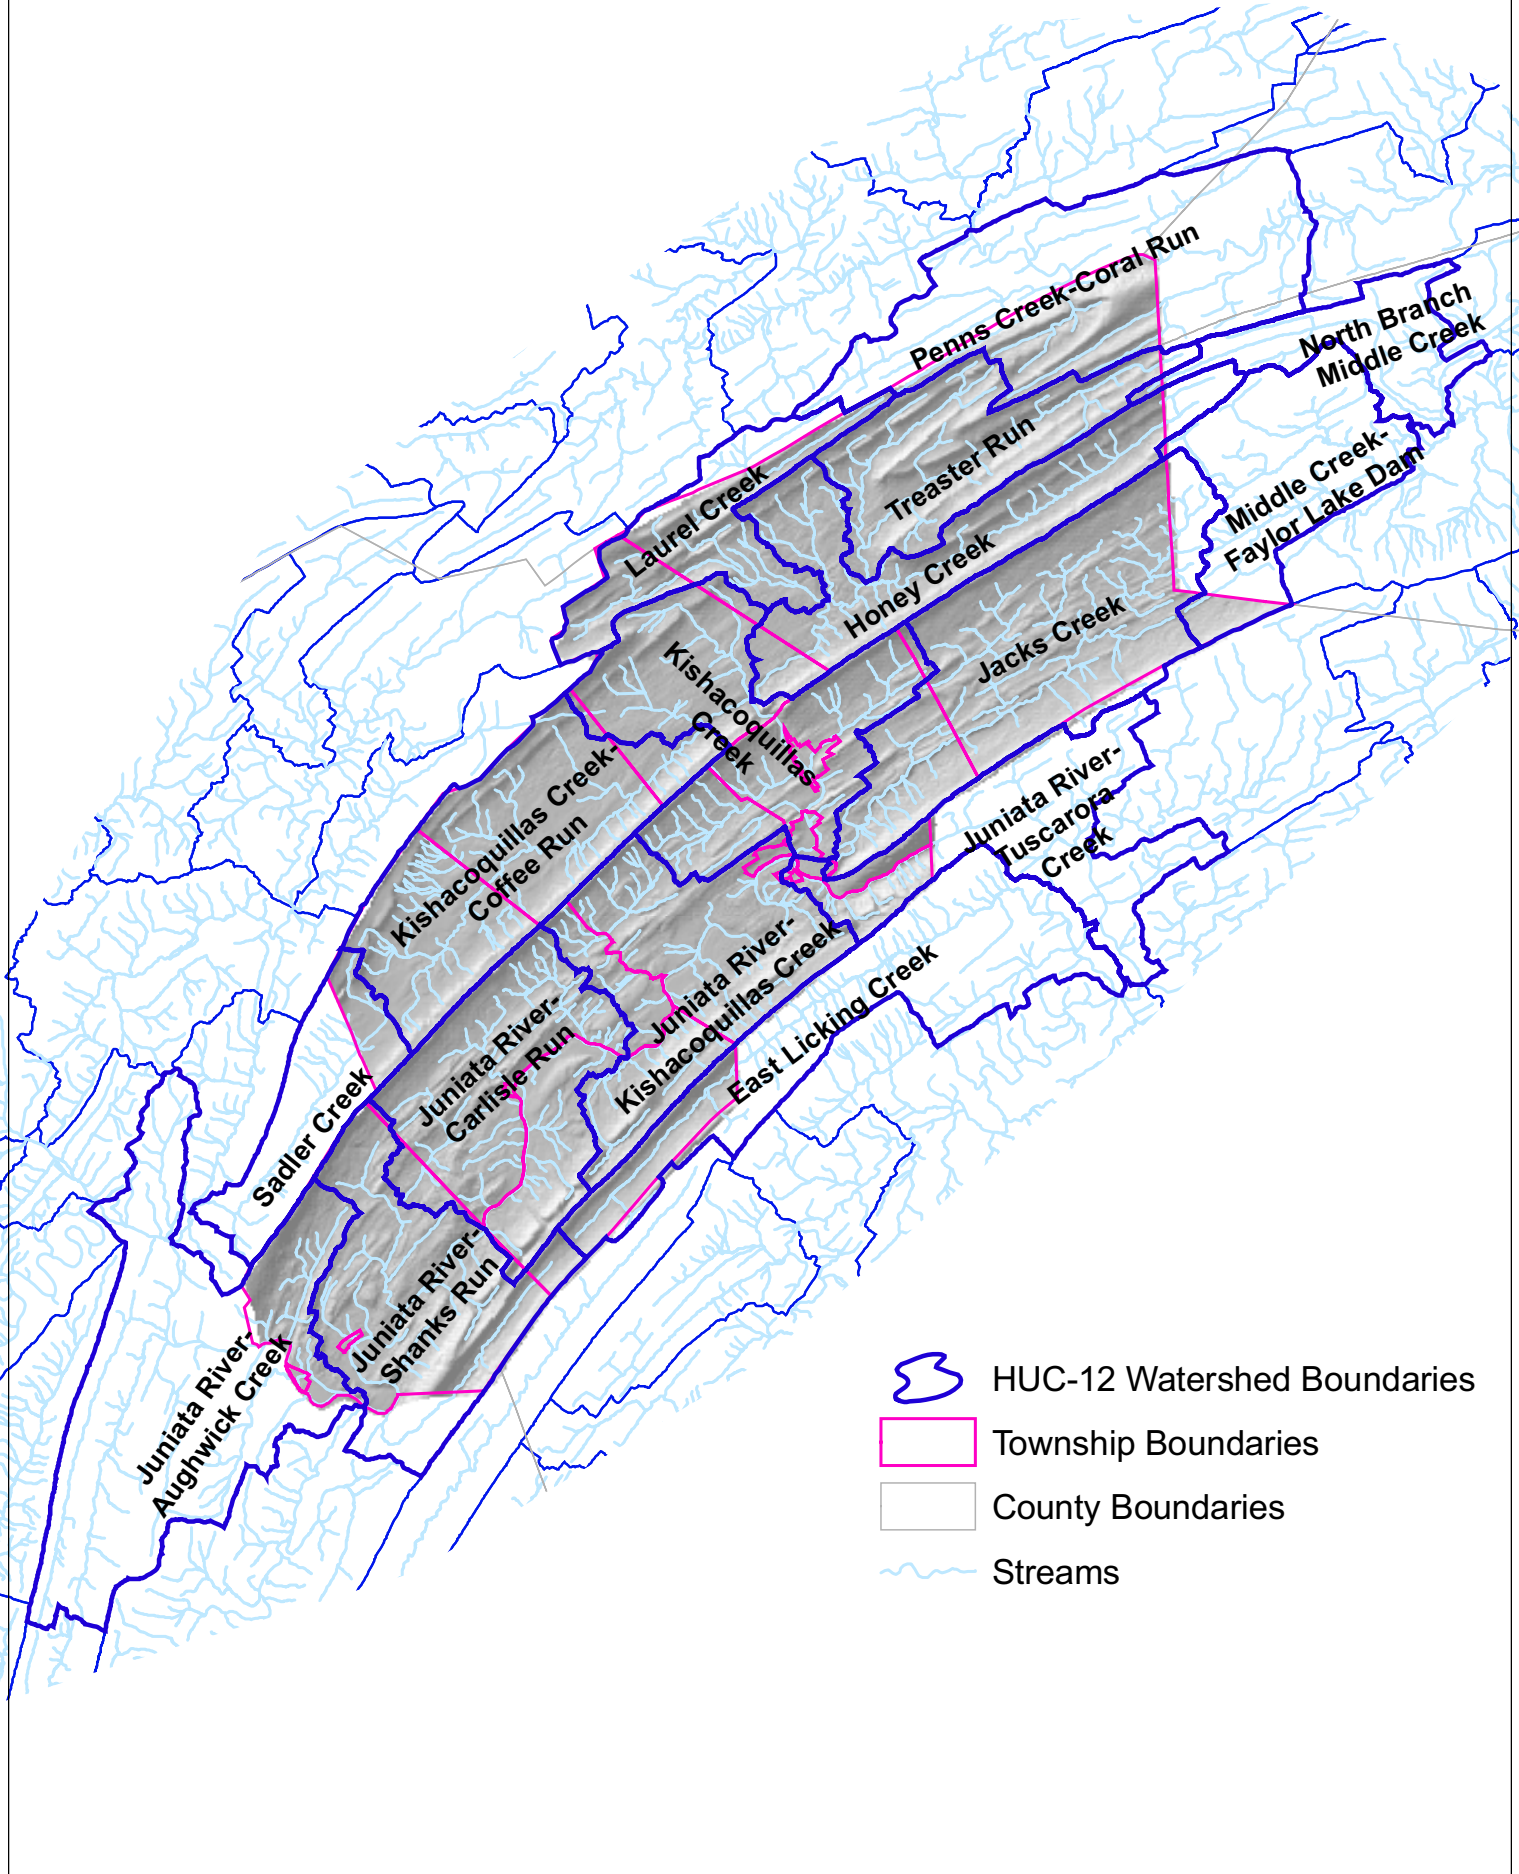 Penns Creek-Coral Run
North Branch
Middle Creek
Middle Creek-
Faylor Lake Dam
Treaster Run
Laurel Creek
Honey Creek
Jacks Creek
Kishacoquillas
Creek
Kishacoquillas Creek-
Coffee Run
Juniata River-
Tuscarora
Creek
Juniata River-
Kishacoquillas Creek
East Licking Creek
Juniata River-
Carlisle Run
Sadler Creek
Juniata River-
Shanks Run
Juniata River-
Aughwick Creek
HUC-12 Watershed Boundaries
Township Boundaries
County Boundaries
Streams